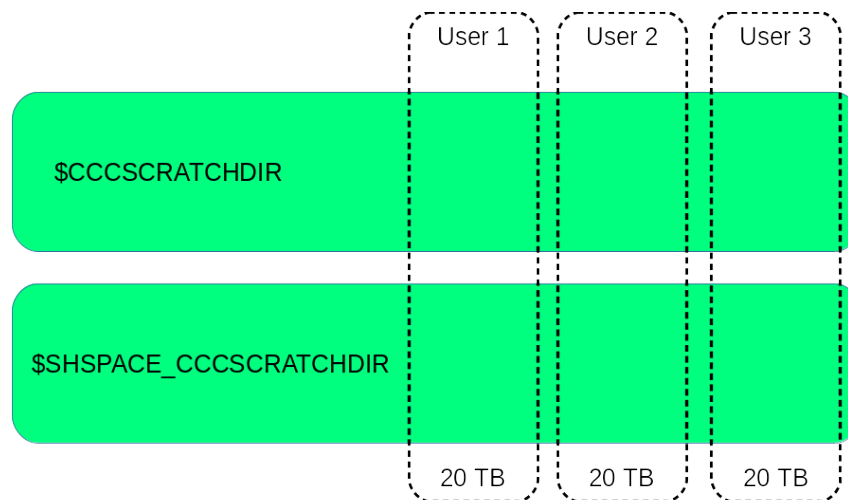 User 1 User 2 User 3
$CCCSCRATCHDIR
$SHSPACE_CCCSCRATCHDIR
20 TB 20 TB 20 TB